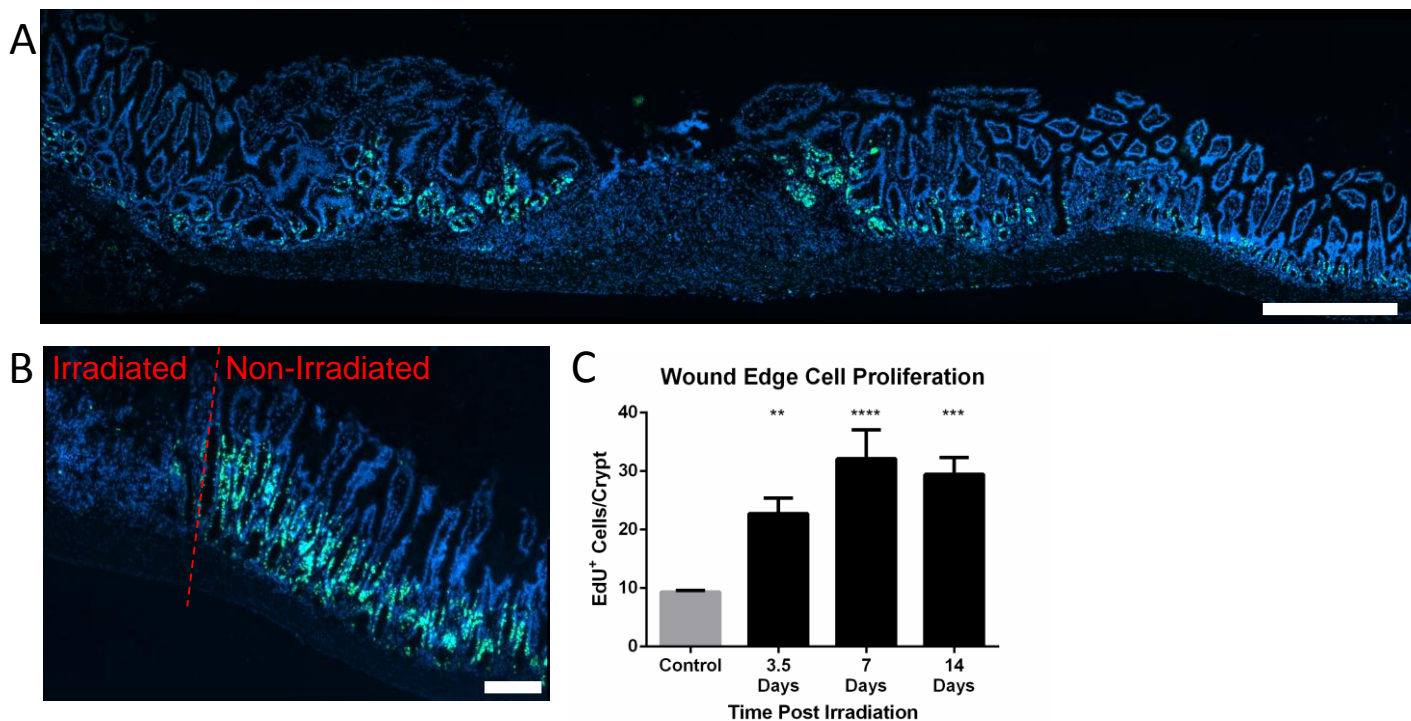 A
B
Irradiated Non-Irradiated
C
Wound Edge Cell Proliferation
** **** ***
EdU⁺ Cells/Crypt
40
30
20
10
0
Control 3.5 Days 7 Days 14 Days
Time Post Irradiation